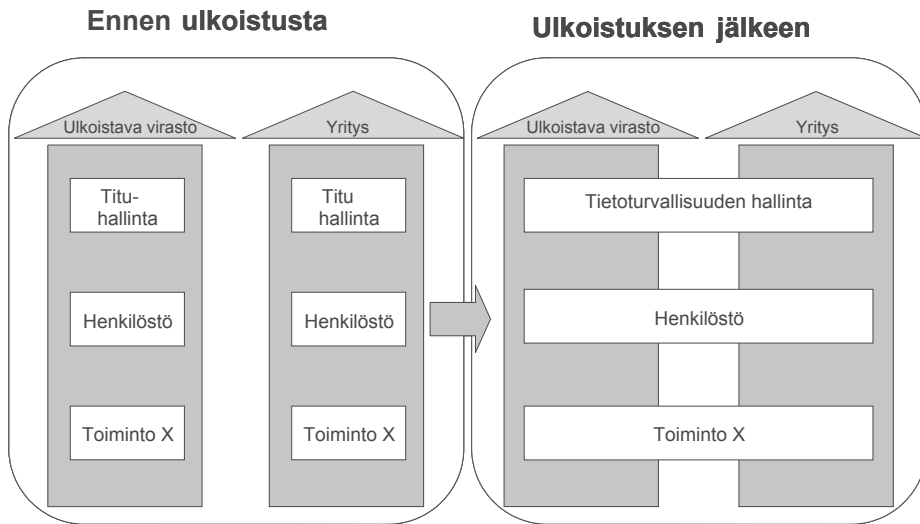 Ennen ulkoistusta
Ulkoistava virasto
Yritys
Titu-
hallinta
Titu
hallinta
Henkilöstö
Henkilöstö
Toiminto X
Toiminto X
Ulkoistuksen jälkeen
Ulkoistava virasto
Yritys
Tietoturvallisuuden hallinta
Henkilöstö
Toiminto X